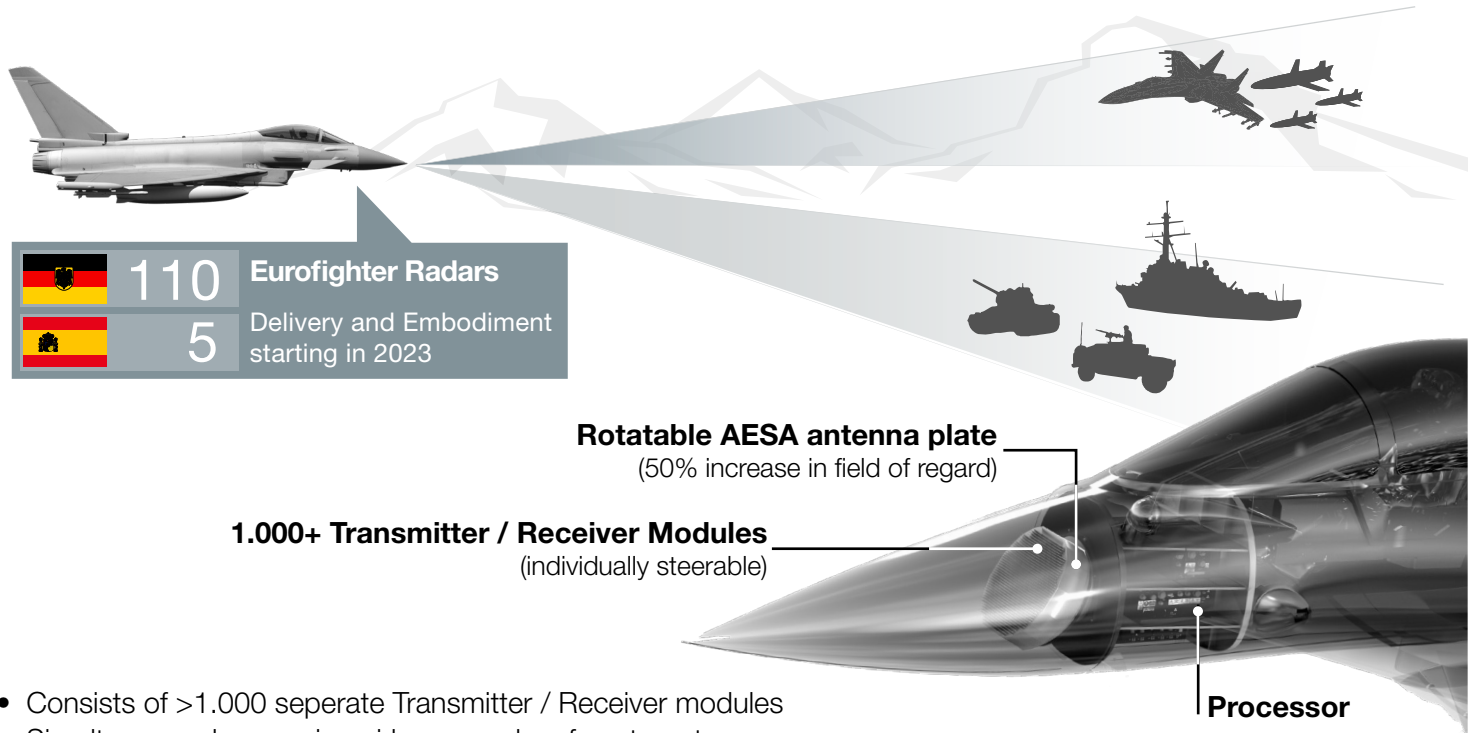 110
5
Eurofighter Radars
Delivery and Embodiment
starting in 2023
Rotatable AESA antenna plate
(50% increase in field of regard)
1.000+ Transmitter / Receiver Modules
(individually steerable)
Processor
• Consists of >1.000 seperate Transmitter / Receiver modules